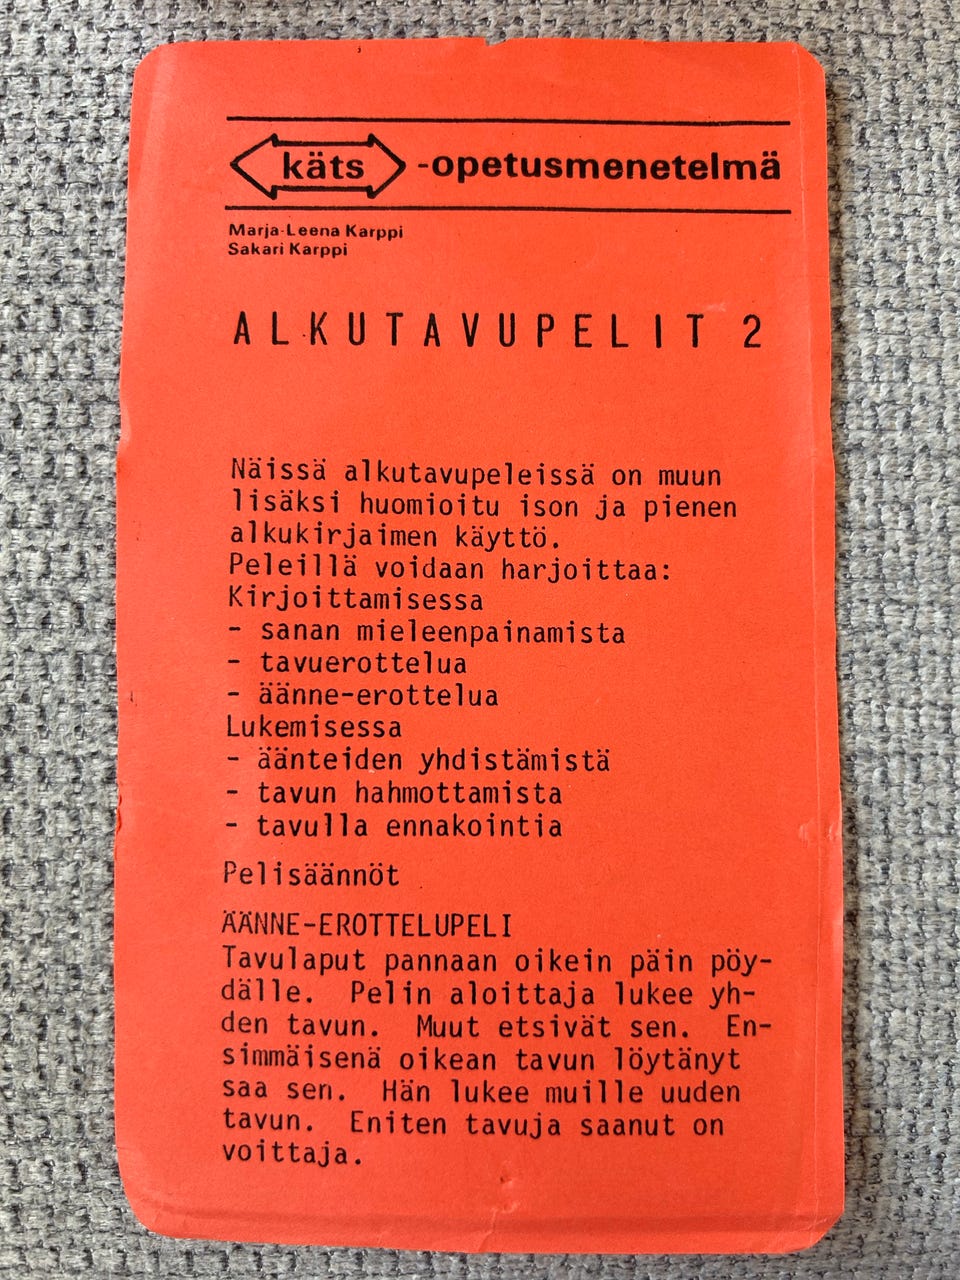 käts -opetusmenetelmä
Marja-Leena Karppi
Sakari Karppi
ALKUTAVUPELIT 2
Näissä alkutavupeleissä on muun
lisäksi huomioitu ison ja pienen
alkukirjaimen käyttö.
Peleillä voidaan harjoittaa:
Kirjoittamisessa
- sanan mieleenpainamista
- tavuerottelua
- äänne-erottelua
Lukemisessa
- äänteiden yhdistämistä
- tavun hahmottamista
- tavulla ennakointia
Pelisäännöt
ÄÄNNE-EROTTELUPELI
Tavulaput pannaan oikein päin pöy-
dälle. Pelin aloittaja lukee yh-
den tavun. Muut etsivät sen. En-
simmäisenä oikean tavun löytänyt
saa sen. Hän lukee muille uuden
tavun. Eniten tavuja saanut on
voittaja.